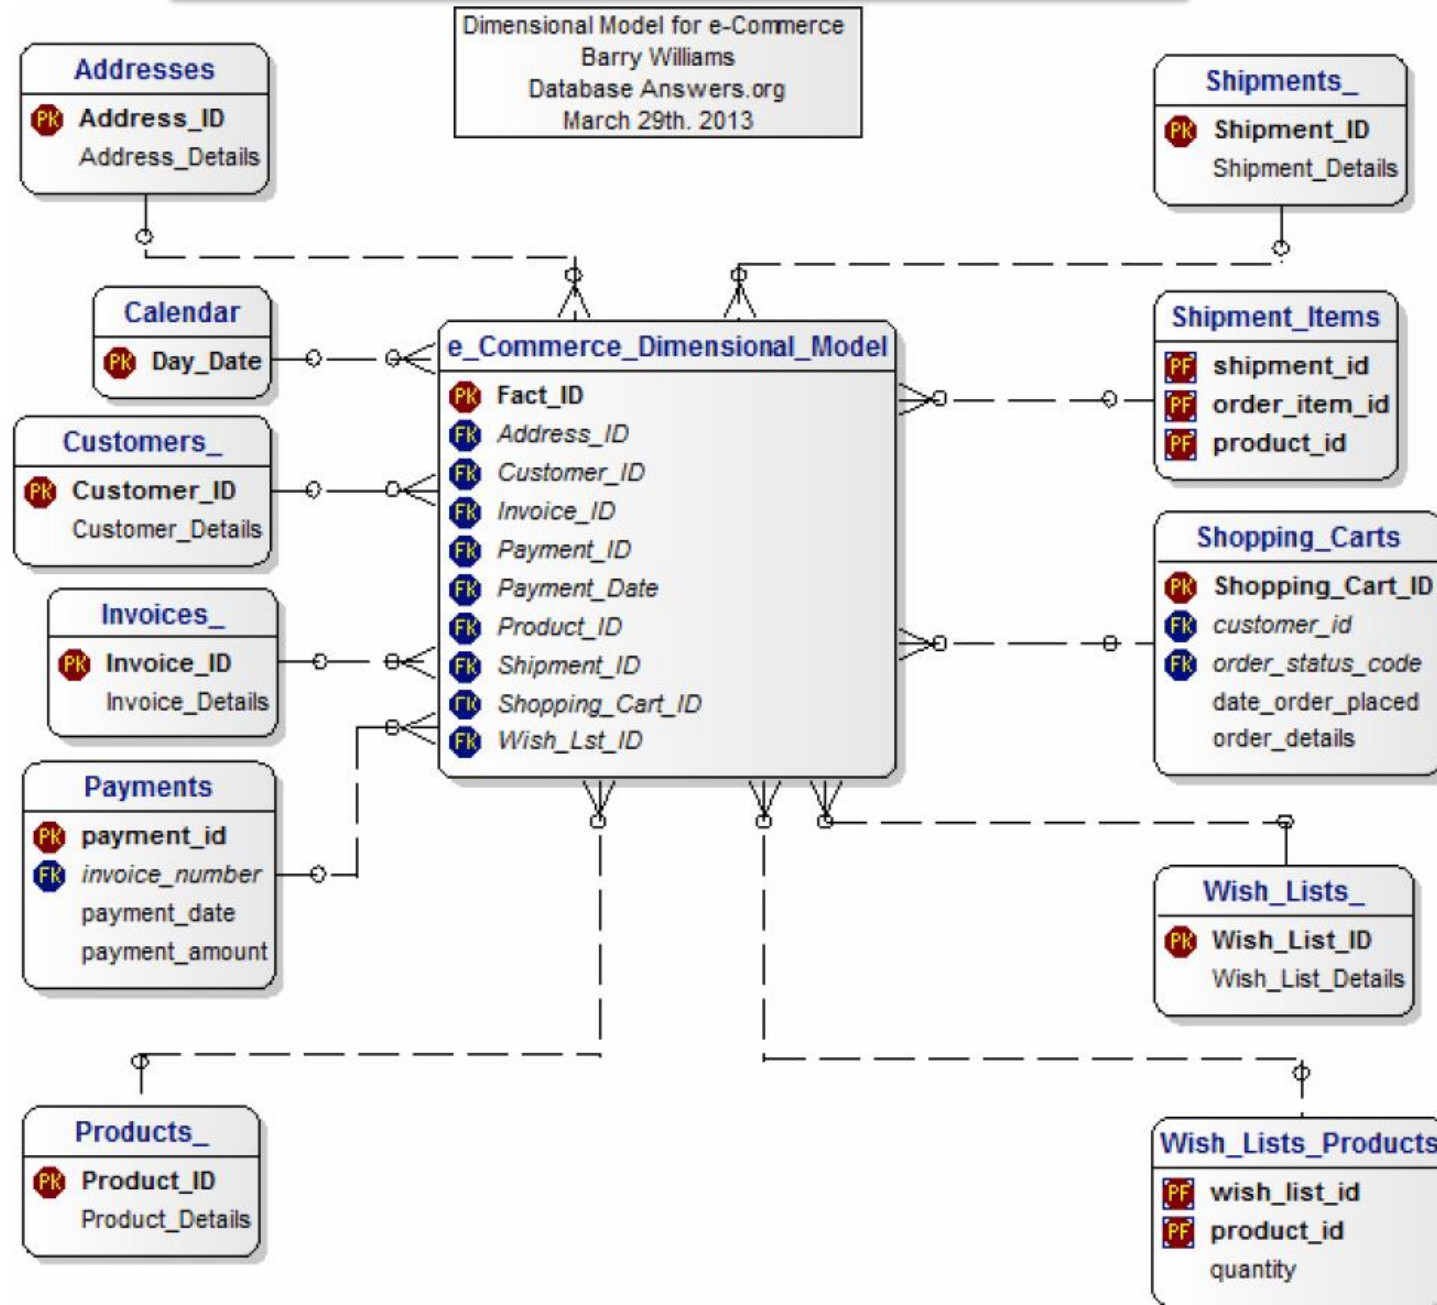 Dimensional Model for e-Commerce
Barry Williams
Database Answers.org
March 29th. 2013
Addresses
PK Address_ID
Address_Details
Shipments_
PK Shipment_ID
Shipment_Details
Calendar
PK Day_Date
Customers_
PK Customer_ID
Customer_Details
Invoices_
PK Invoice_ID
Invoice_Details
Payments
PK payment_id
FK invoice_number
payment_date
payment_amount
Products_
PK Product_ID
Product_Details
e_Commerce_Dimensional_Model
PK Fact_ID
FK Address_ID
FK Customer_ID
FK Invoice_ID
FK Payment_ID
FK Payment_Date
FK Product_ID
FK Shipment_ID
FK Shopping_Cart_ID
FK Wish_Lst_ID
Shipment_Items
PF shipment_id
PF order_item_id
PF product_id
Shopping_Carts
PK Shopping_Cart_ID
FK customer_id
FK order_status_code
date_order_placed
order_details
Wish_Lists_
PK Wish_List_ID
Wish_List_Details
Wish_Lists_Products
PF wish_list_id
PF product_id
quantity